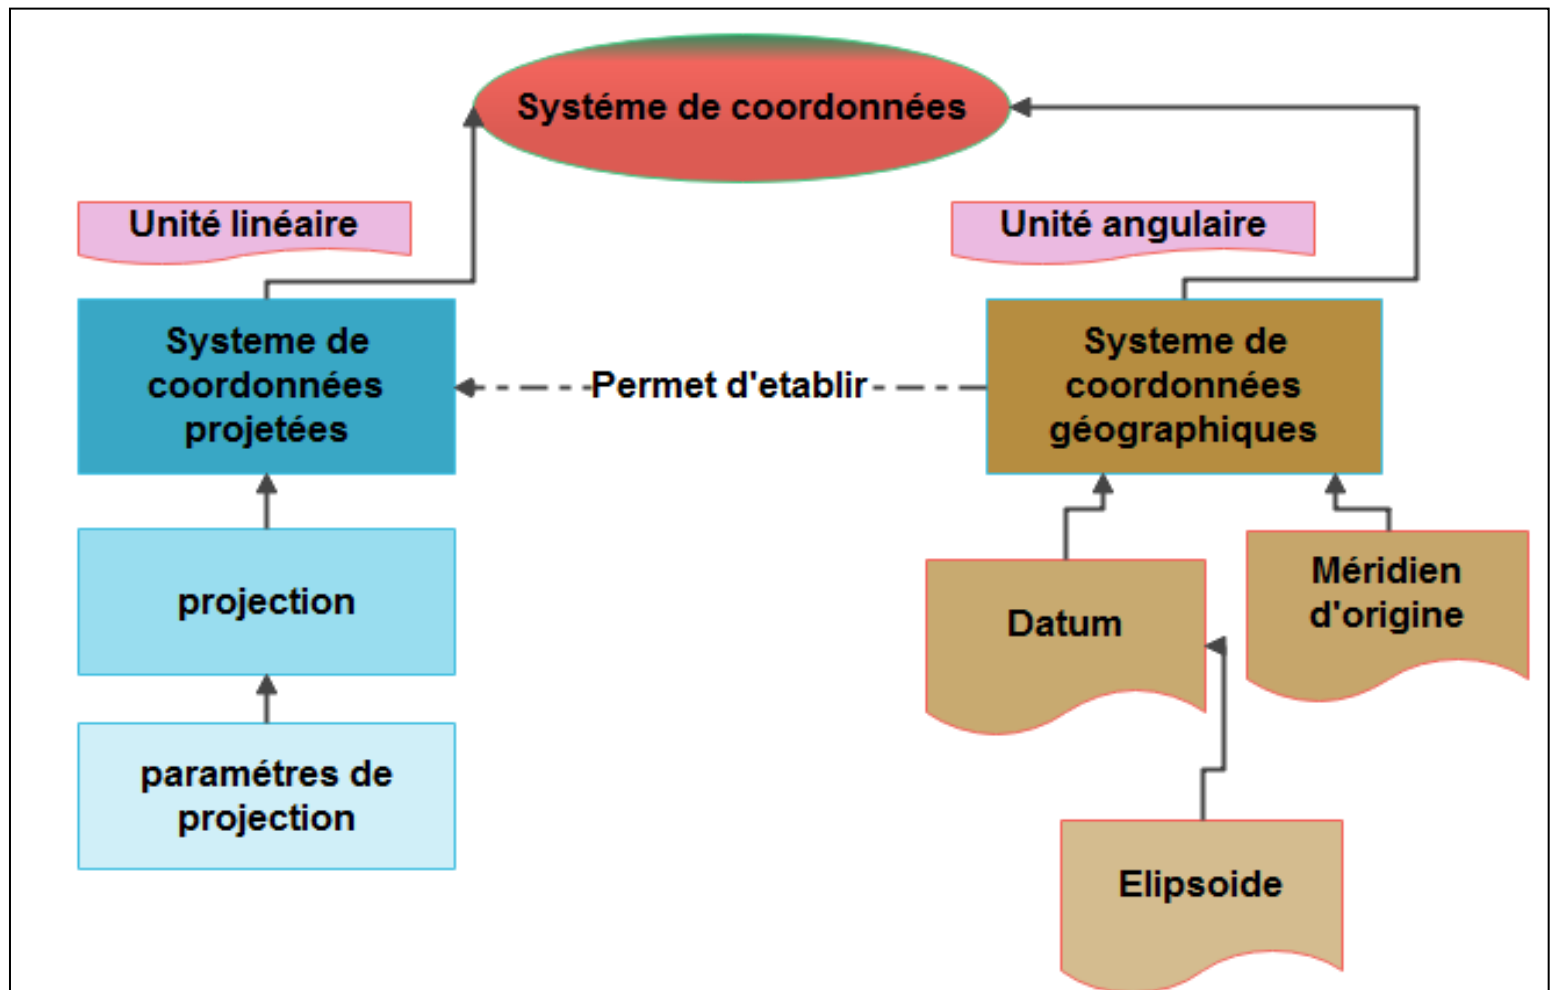 Systéme de coordonnées
Unité linéaire
Unité angulaire
Systeme de
coordonnées
projetées
Permet d'etablir
Systeme de
coordonnées
géographiques
projection
Datum
Méridien
d'origine
paramétres de
projection
Elipsoide